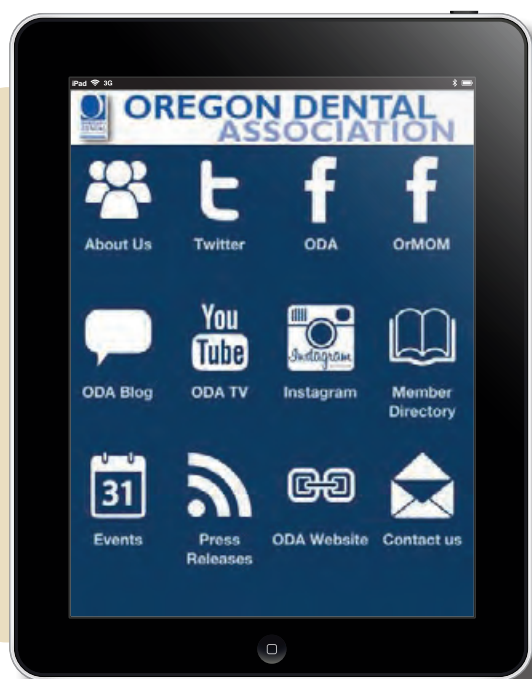 iPad 3G
OREGON DENTAL
ASSOCIATION
About Us Twitter ODA OrMOM
t f f
You
Tube
Instagram
ODA Blog ODA TV Instagram Member
Directory
31
Events Press
Releases ODA Website Contact us